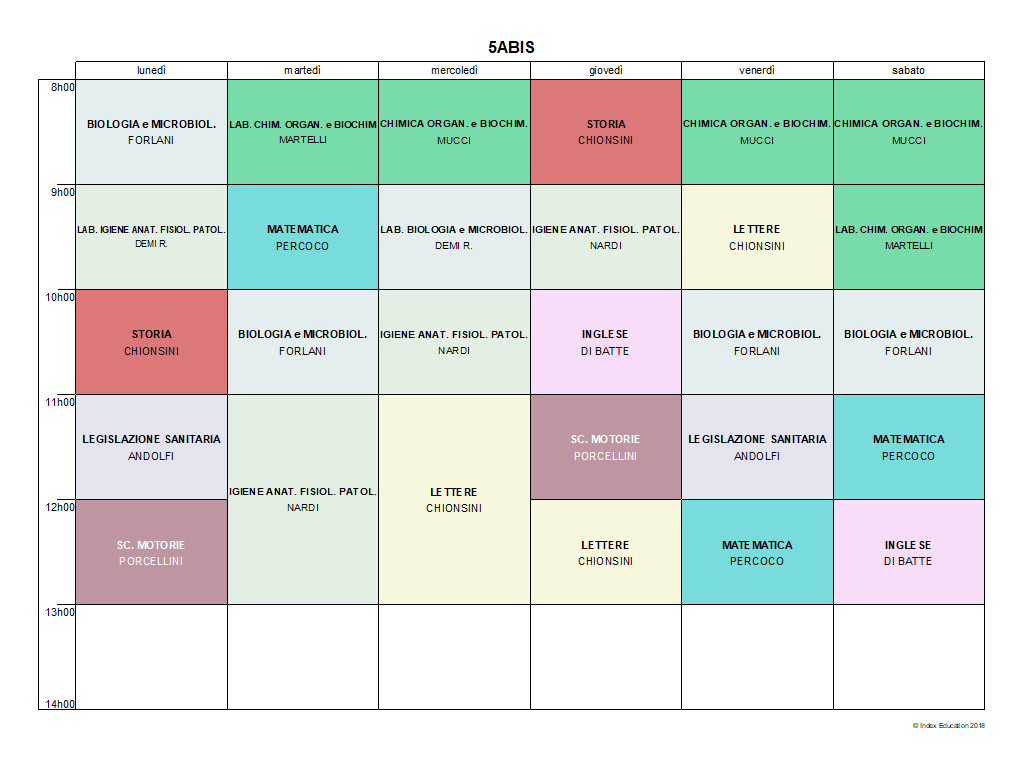 5ABIS
lunedì martedì mercoledì giovedì venerdì sabato
8h00
BIOLOGIA e MICROBIOL.
FORLANI
LAB. CHIM. ORGAN. e BIOCHIM
MARTELLI
CHIMICA ORGAN. e BIOCHIM.
MUCCI
STORIA
CHIONSINI
CHIMICA ORGAN. e BIOCHIM.
MUCCI
CHIMICA ORGAN. e BIOCHIM.
MUCCI
9h00
LAB. IGIENE ANAT. FISIOL. PATOL.
DEMI R.
MATEMATICA
PERCOCO
LAB. BIOLOGIA e MICROBIOL.
DEMI R.
IGIENE ANAT. FISIOL. PATOL.
NARDI
LETTERE
CHIONSINI
LAB. CHIM. ORGAN. e BIOCHIM
MARTELLI
10h00
STORIA
CHIONSINI
BIOLOGIA e MICROBIOL.
FORLANI
IGIENE ANAT. FISIOL. PATOL.
NARDI
INGLESE
DI BATTE
BIOLOGIA e MICROBIOL.
FORLANI
BIOLOGIA e MICROBIOL.
FORLANI
11h00
LEGISLAZIONE SANITARIA
ANDOLFI
IGIENE ANAT. FISIOL. PATOL.
NARDI
LETTERE
CHIONSINI
SC. MOTORIE
PORCELLINI
LEGISLAZIONE SANITARIA
ANDOLFI
MATEMATICA
PERCOCO
12h00
SC. MOTORIE
PORCELLINI
LETTERE
CHIONSINI
MATEMATICA
PERCOCO
INGLESE
DI BATTE
13h00
14h00
© Index Education 2018